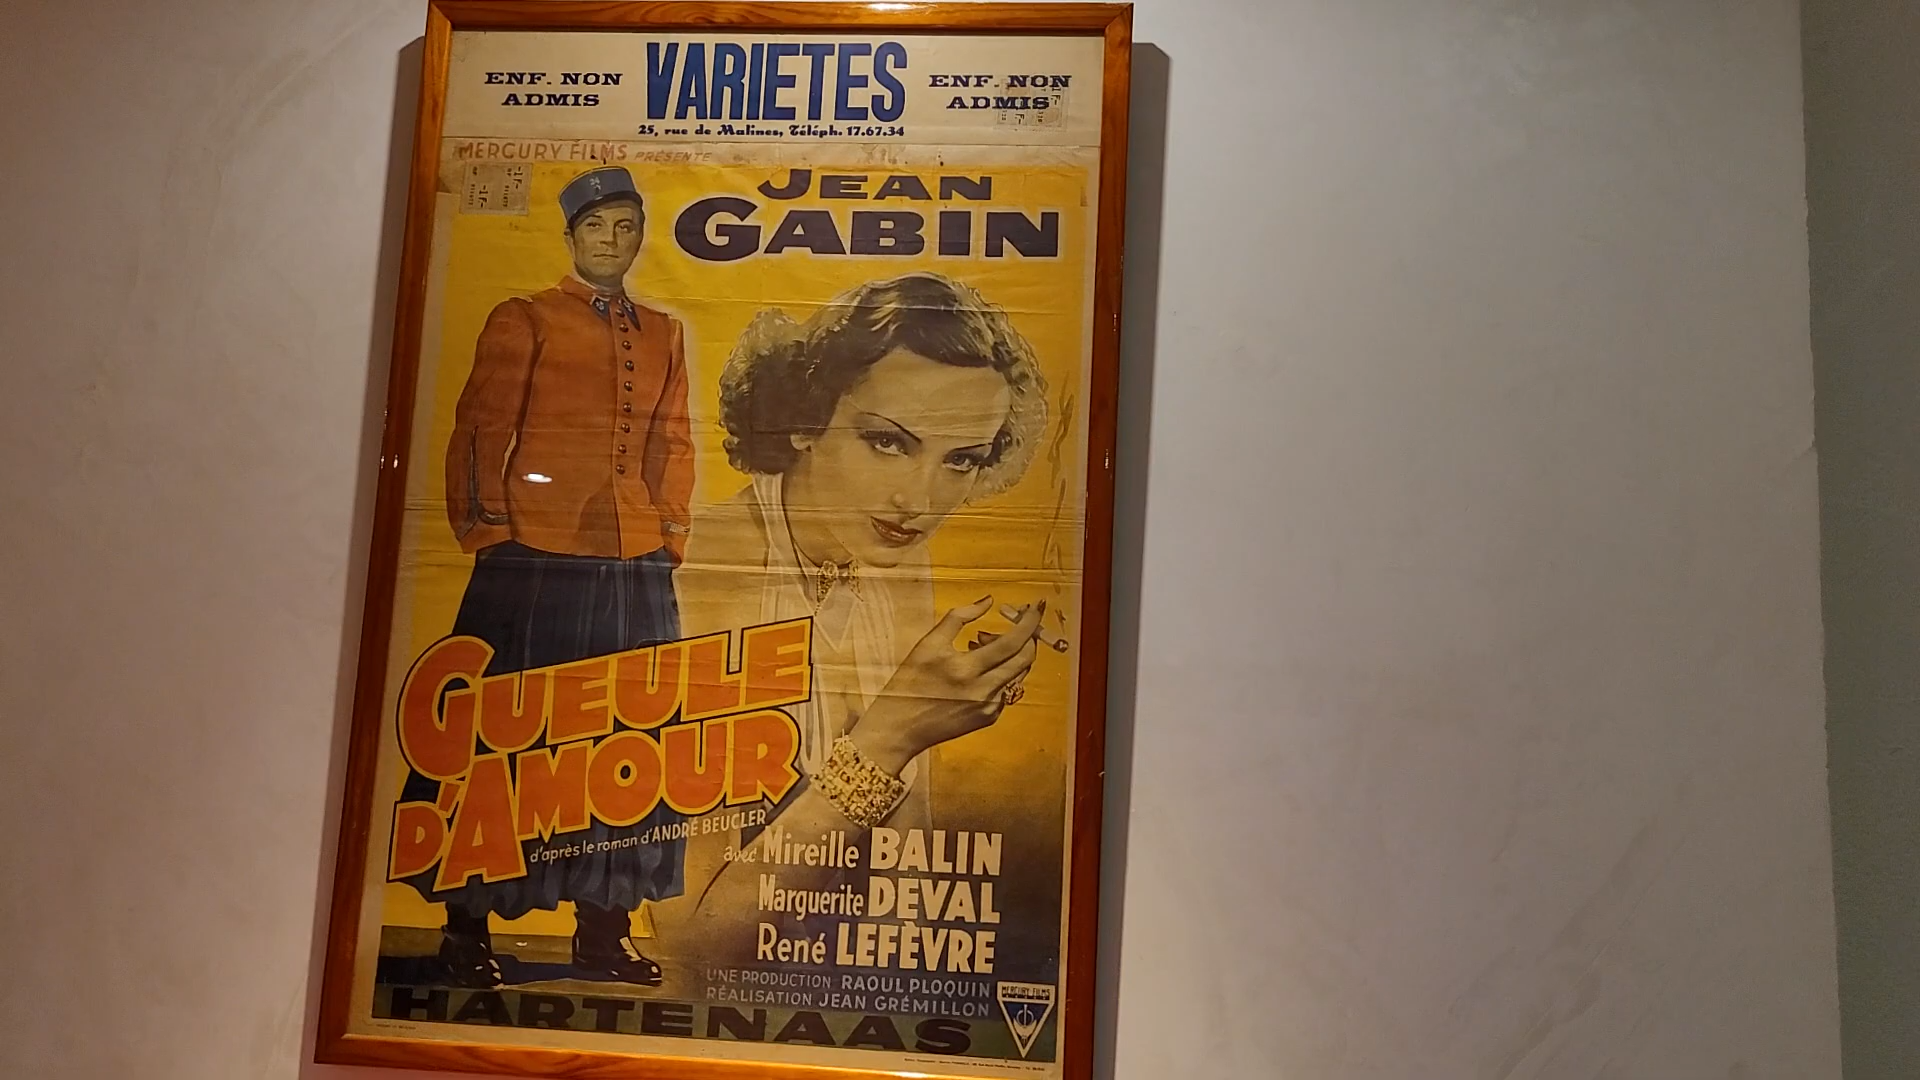 ENF. NON ADMIS
VARIETES
ENF. NON ADMIS
25, rue de Malines, Téléph. 17.67.34
MERCURY FILMS PRÉSENTE
JEAN
GABIN
GUEULE
D'AMOUR
d'après le roman d'ANDRÉ BEUCLER
avec Mireille BALIN
Marguerite DEVAL
René LEFÈVRE
UNE PRODUCTION RAOUL PLOQUIN
RÉALISATION JEAN GRÉMILLON
MERCURY FILMS
HARTENAAS